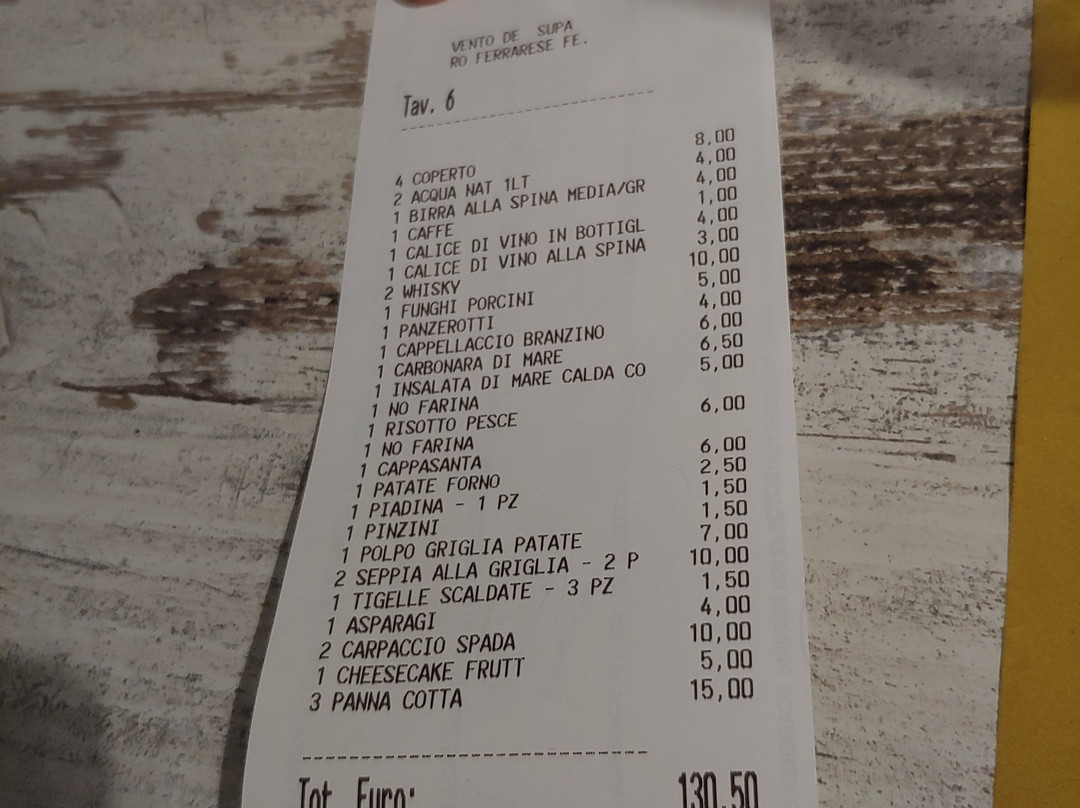 VENTO DE SUPA
RO FERRARESE FE.
Tav. 6
4 COPERTO 8,00
2 ACQUA NAT 1LT 4,00
1 BIRRA ALLA SPINA MEDIA/GR 4,00
1 CAFFE 1,00
1 CALICE DI VINO IN BOTTIGL 4,00
1 CALICE DI VINO ALLA SPINA 3,00
2 WHISKY 10,00
1 FUNGHI PORCINI 5,00
1 PANZEROTTI 4,00
1 CAPPELLACCIO BRANZINO 6,00
1 CARBONARA DI MARE 6,50
1 INSALATA DI MARE CALDA CO 5,00
1 NO FARINA
1 RISOTTO PESCE 6,00
1 NO FARINA
1 CAPPASANTA 6,00
1 PATATE FORNO 2,50
1 PIADINA - 1 PZ 1,50
1 PINZINI 1,50
1 POLPO GRIGLIA PATATE 7,00
2 SEPPIA ALLA GRIGLIA - 2 P 10,00
1 TIGELLE SCALDATE - 3 PZ 1,50
1 ASPARAGI 4,00
2 CARPACCIO SPADA 10,00
1 CHEESECAKE FRUTT 5,00
3 PANNA COTTA 15,00
Tot. Euro: 130,50